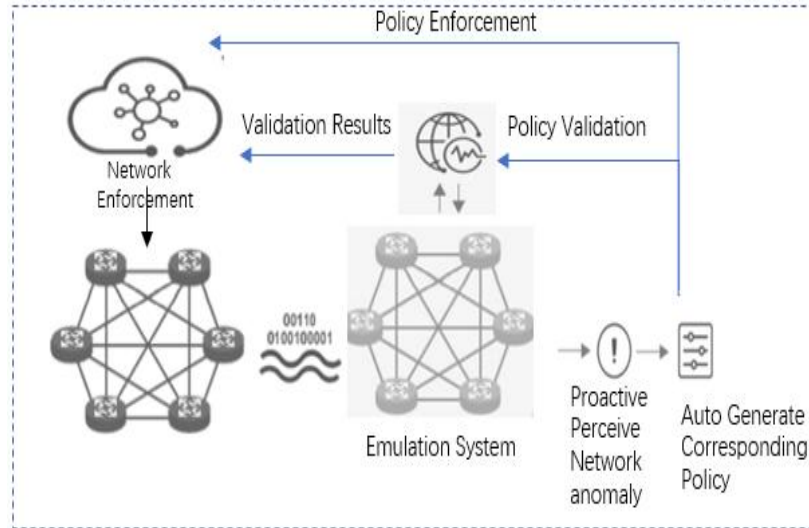 Policy Enforcement
Validation Results
Policy Validation
Network
Enforcement
00110
0100100001
Emulation System
Proactive
Perceive
Network
anomaly
Auto Generate
Corresponding
Policy